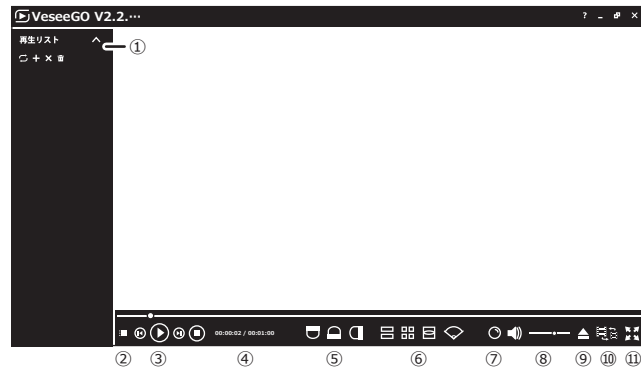 VeseeGO V2.2.…
?
再生リスト
①
00:00:02 / 00:01:00
② ③ ④ ⑤ ⑥ ⑦ ⑧ ⑨ ⑩ ⑪